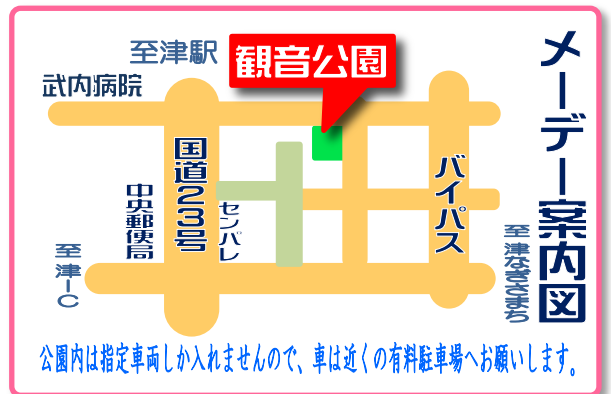 メーデー案内図
至津駅
観音公園
武内病院
国道23号
バイパス
中央郵便局
センパレ
至 津IC
至 津なぎさまち
公園内は指定車両しか入れませんので、車は近くの有料駐車場へお願いします。